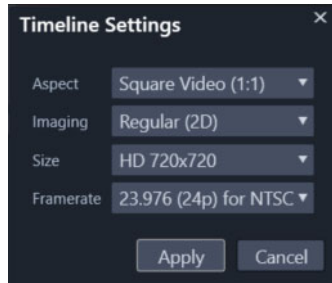 Timeline Settings
Aspect Square Video (1:1)
Imaging Regular (2D)
Size HD 720x720
Framerate 23.976 (24p) for NTSC
Apply Cancel